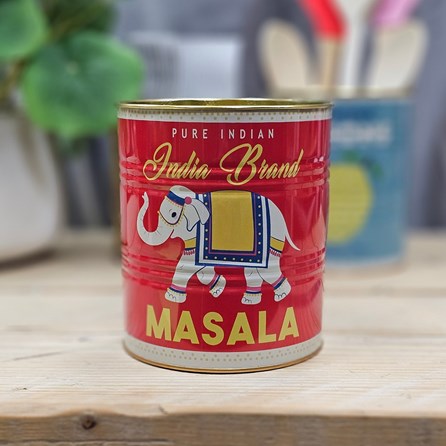 PURE INDIAN
India Brand
MASALA